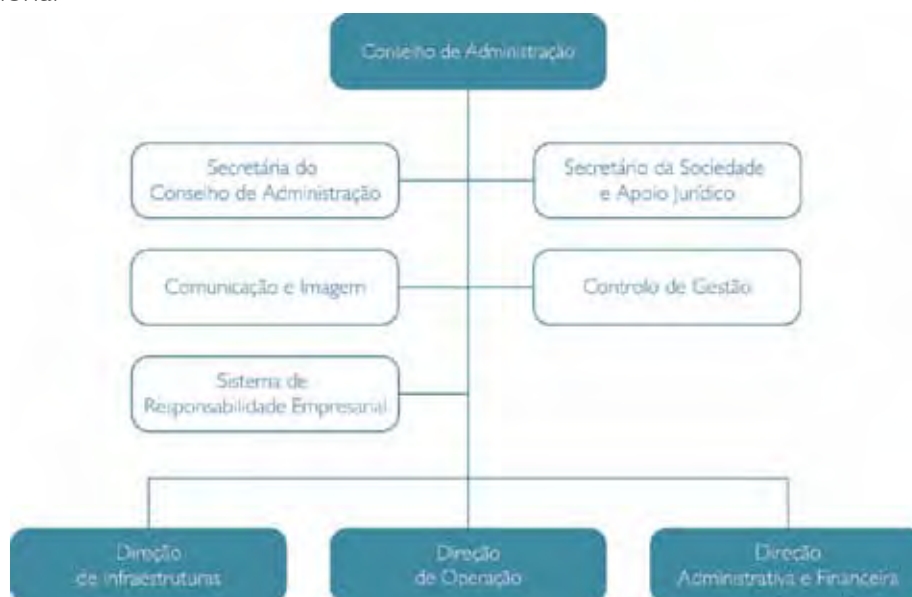 Conselho de Administração
Secretária do
Conselho de Administração
Secretário da Sociedade
e Apoio Jurídico
Comunicação e Imagem
Controlo de Gestão
Sistema de
Responsabilidade Empresarial
Direção
de Infraestruturas
Direção
de Operação
Direção
Administrativa e Financeira